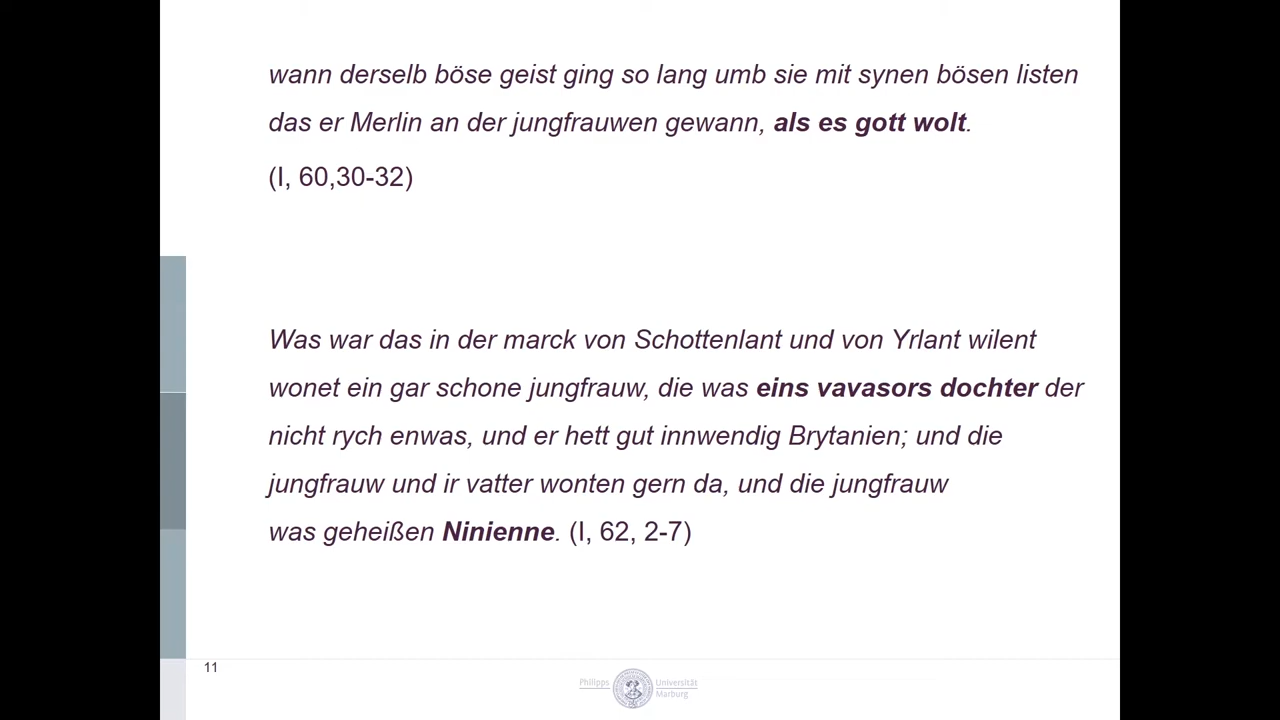 wann derselb böse geist ging so lang umb sie mit synen bösen listen
das er Merlin an der jungfrauwen gewann, als es gott wolt.
(I, 60,30-32)
Was war das in der marck von Schottenlant und von Yrlant wilent
wonet ein gar schone jungfrauw, die was eins vavasors dochter der
nicht rych enwas, und er hett gut innwendig Brytanien; und die
jungfrauw und ir vatter wonten gern da, und die jungfrauw
was geheißen Ninienne. (I, 62, 2-7)
11
Philipps Universität
Marburg